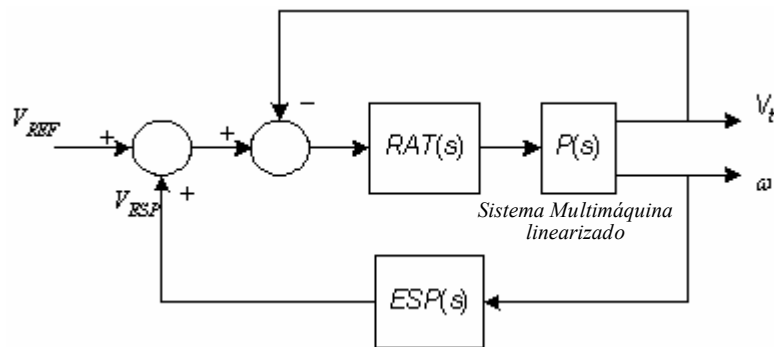 V_REF
+
+
−
RAT(s)
P(s)
V_t
ω
V_ESP
+
Sistema Multimáquina
linearizado
ESP(s)